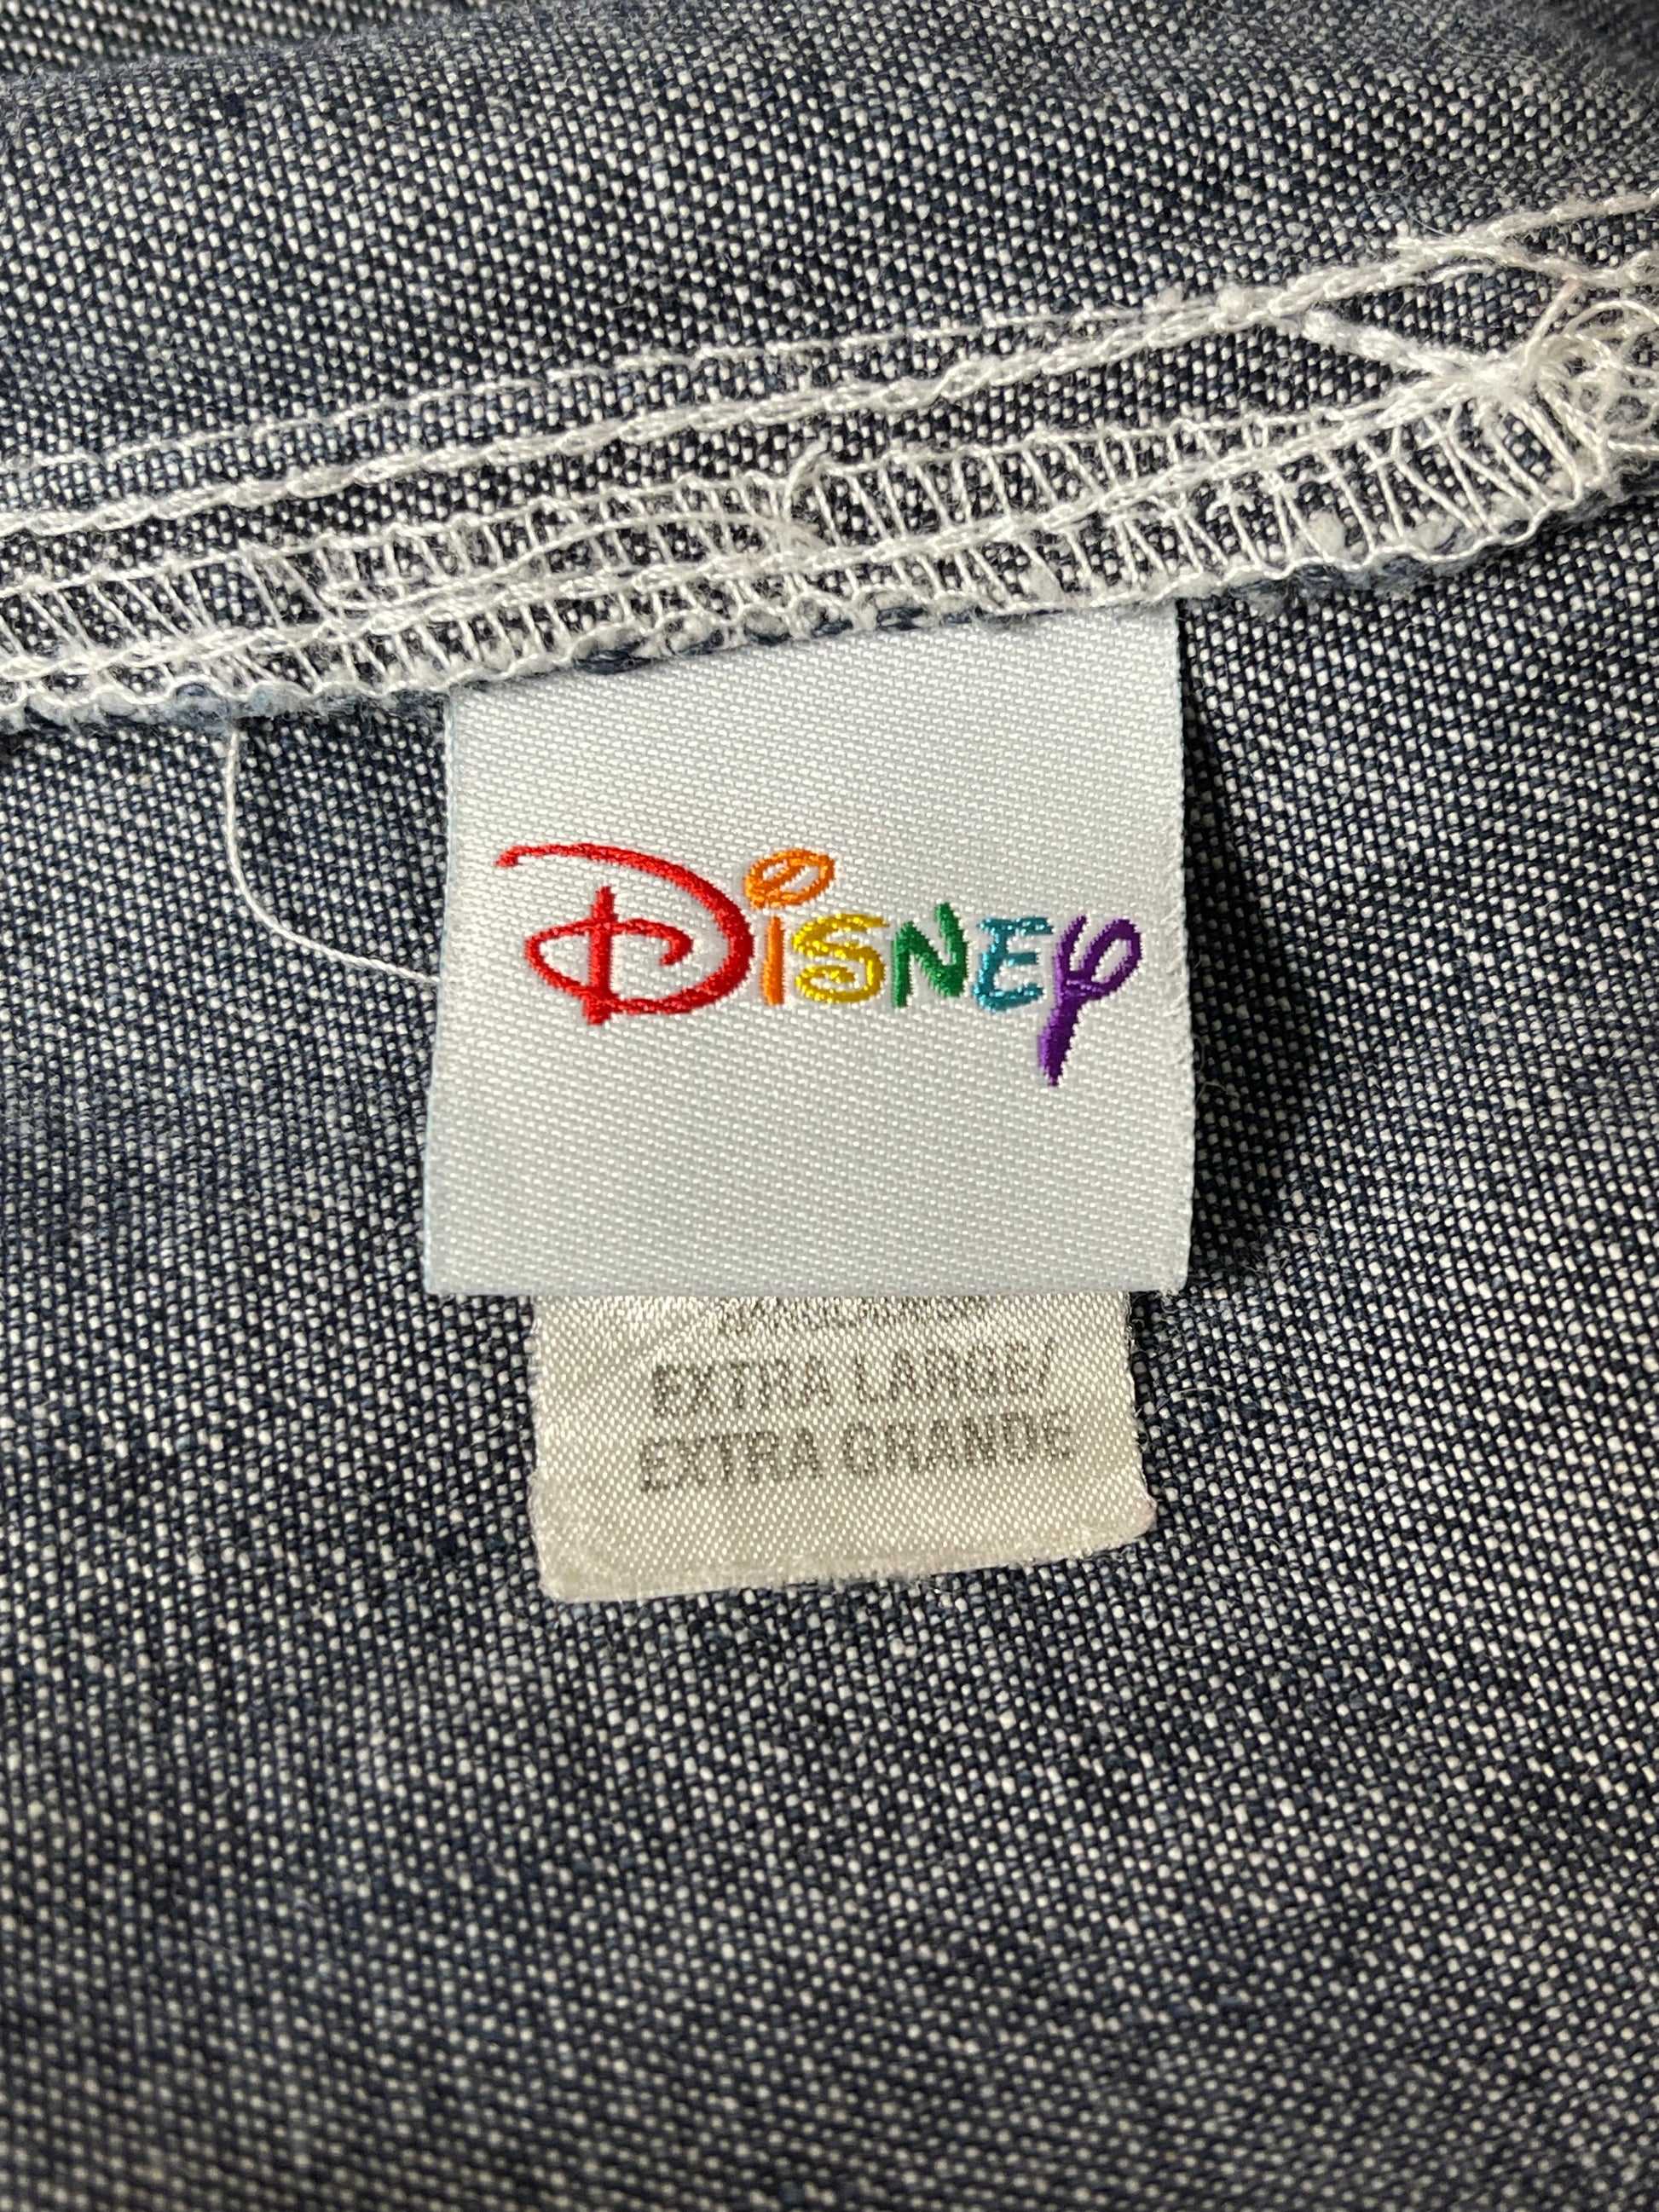 Disney
EXTRA LARGE/
EXTRA GRANDE